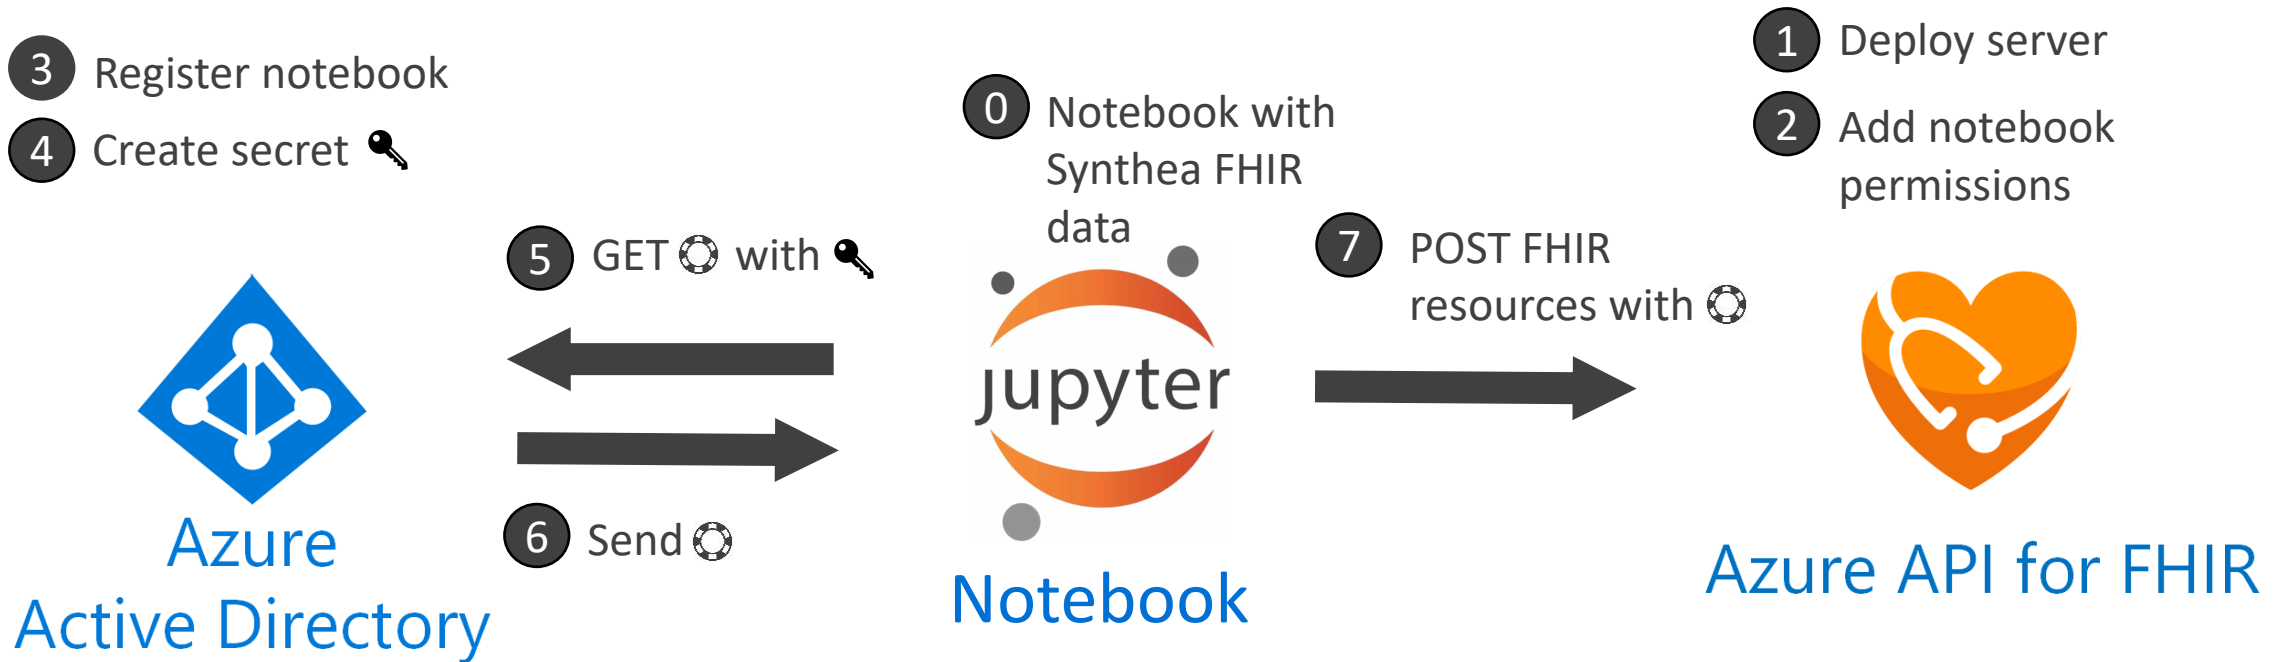 3 Register notebook
4 Create secret
5 GET with
6 Send
Azure
Active Directory
0 Notebook with
Synthea FHIR
data
jupyter
Notebook
7 POST FHIR
resources with
1 Deploy server
2 Add notebook
permissions
Azure API for FHIR